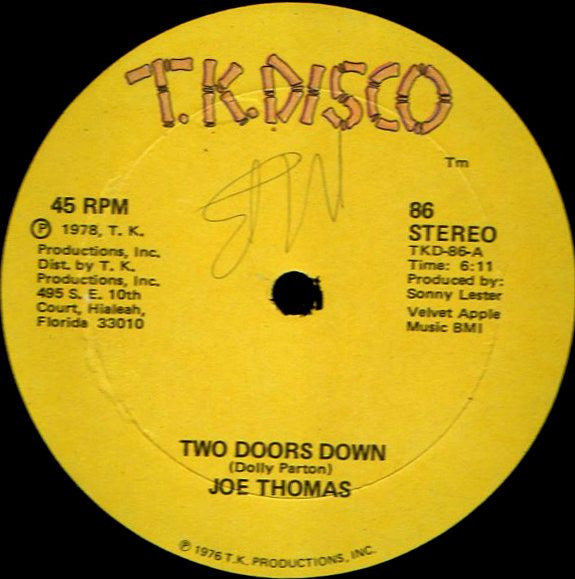 T.K. DISCO
Tm
45 RPM
℗ 1978, T. K.
Productions, Inc.
Dist. by T. K.
Productions, Inc.
495 S. E. 10th
Court, Hialeah,
Florida 33010
86
STEREO
TKD-86-A
Time: 6:11
Produced by:
Sonny Lester
Velvet Apple
Music BMI
TWO DOORS DOWN
(Dolly Parton)
JOE THOMAS
℗ 1976 T.K. PRODUCTIONS, INC.